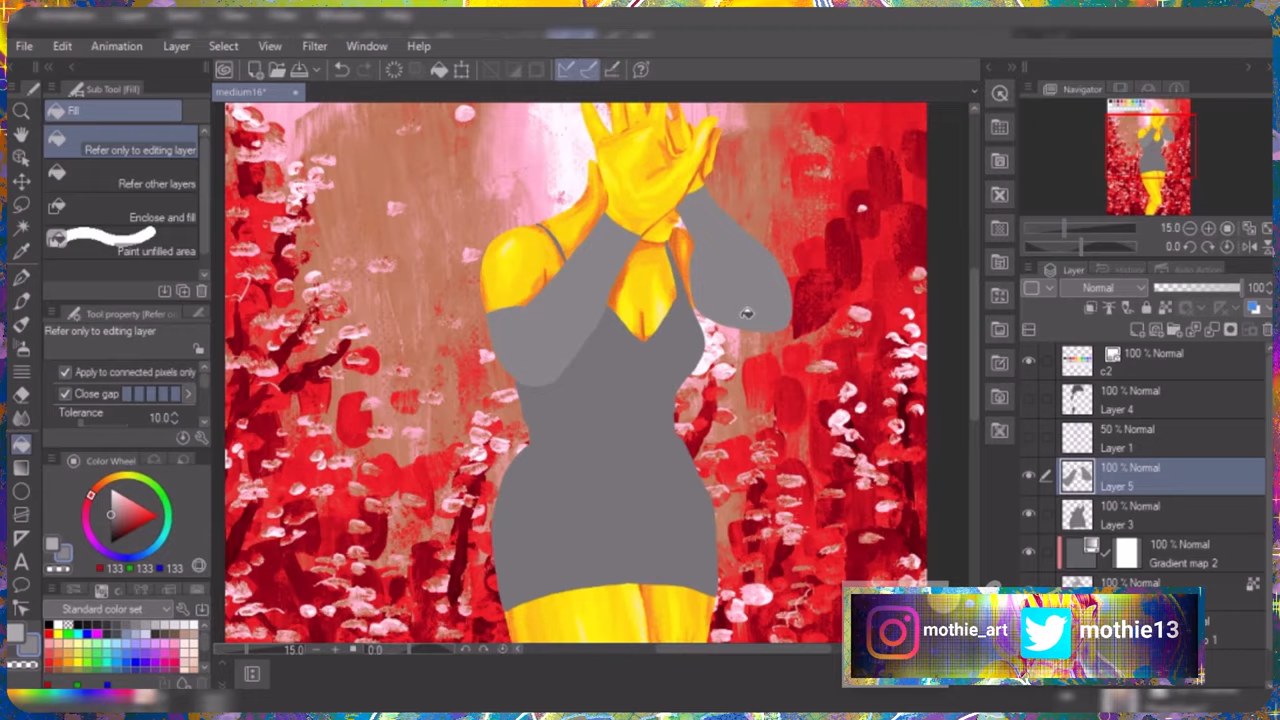 File Edit Animation Layer Select View Filter Window Help
Sub Tool [Fill]
medium16*
Navigator
Fill
Refer only to editing layer
Refer other layers
Enclose and fill
Paint unfilled area
15.0
0.0
Layer
Normal
100
Tool property [Refer
Refer only to editing layer
Apply to connected pixels only
Close gap
Tolerance
10.0
100 % Normal
c2
100 % Normal
Layer 4
50 % Normal
Layer 1
100 % Normal
Layer 5
100 % Normal
Layer 3
100 % Normal
Gradient map 2
100 % Normal
Color Wheel
133 133 133
Standard color set
15.0
0.0
mothie_art
mothie13